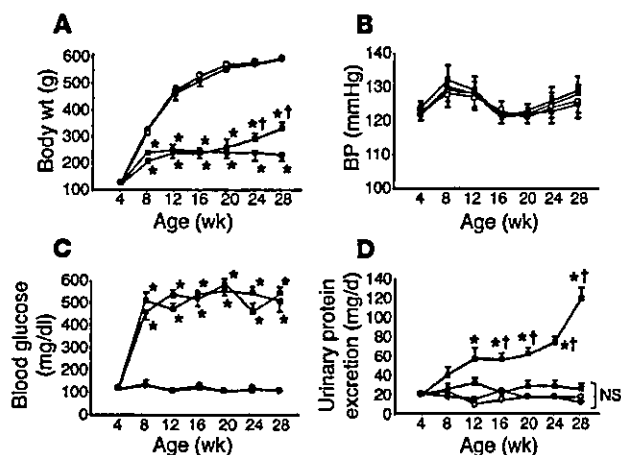 A
B
Body wt (g)
600
500
400
300
200
100
* * * * *† *†
* * * * * *
4 8 12 16 20 24 28
Age (wk)
BP (mmHg)
140
130
120
110
100
4 8 12 16 20 24 28
Age (wk)
C
D
Blood glucose (mg/dl)
600
500
400
300
200
100
0
* * * * * *
* * * * * *
4 8 12 16 20 24 28
Age (wk)
Urinary protein excretion (mg/d)
140
120
100
80
60
40
20
0
* *† *† *† *†
NS
4 8 12 16 20 24 28
Age (wk)